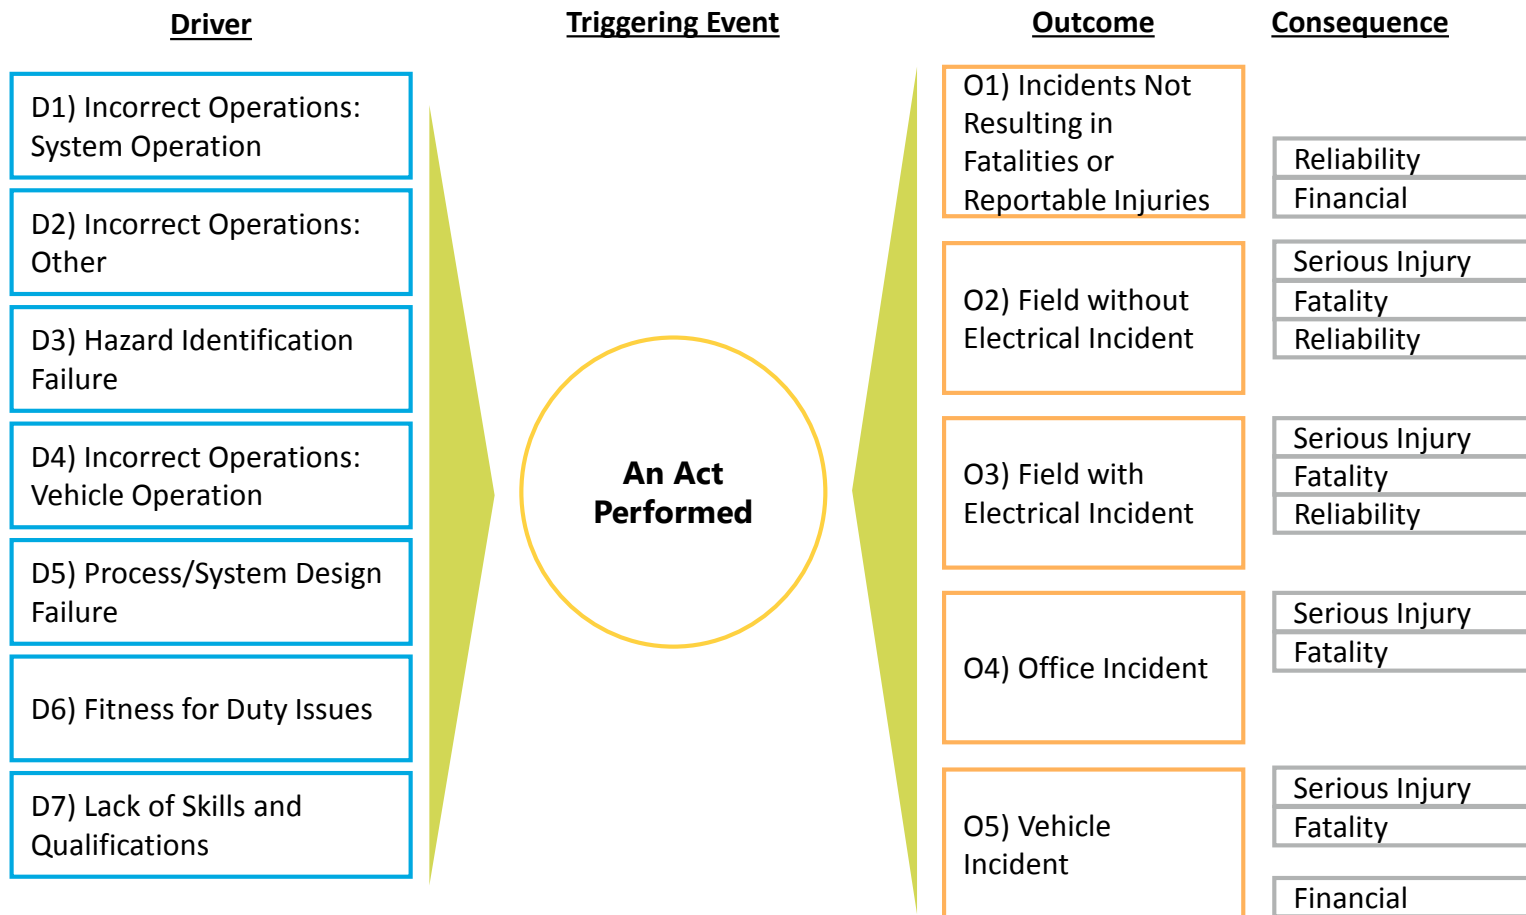 Driver
Triggering Event
Outcome
Consequence
D1) Incorrect Operations:
System Operation
D2) Incorrect Operations:
Other
D3) Hazard Identification
Failure
D4) Incorrect Operations:
Vehicle Operation
D5) Process/System Design
Failure
D6) Fitness for Duty Issues
D7) Lack of Skills and
Qualifications
An Act
Performed
O1) Incidents Not
Resulting in
Fatalities or
Reportable Injuries
Reliability
Financial
O2) Field without
Electrical Incident
Serious Injury
Fatality
Reliability
O3) Field with
Electrical Incident
Serious Injury
Fatality
Reliability
O4) Office Incident
Serious Injury
Fatality
O5) Vehicle
Incident
Serious Injury
Fatality
Financial